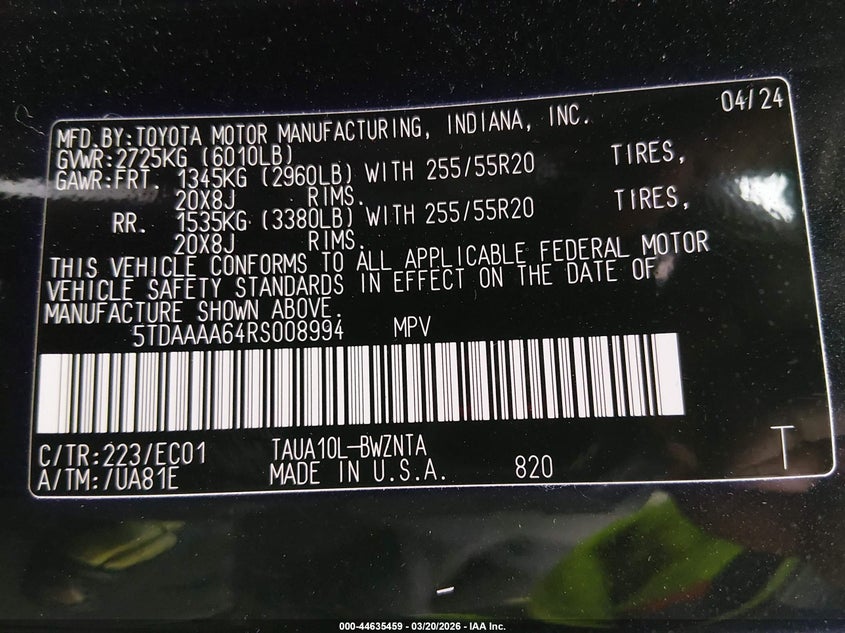 04/24
MFD.BY:TOYOTA MOTOR MANUFACTURING, INDIANA, INC.
GVWR:2725KG (6010LB)
GAWR:FRT. 1345KG (2960LB) WITH 255/55R20 TIRES,
20X8J RIMS.
RR. 1535KG (3380LB) WITH 255/55R20 TIRES,
20X8J RIMS.
THIS VEHICLE CONFORMS TO ALL APPLICABLE FEDERAL MOTOR
VEHICLE SAFETY STANDARDS IN EFFECT ON THE DATE OF
MANUFACTURE SHOWN ABOVE.
5TDAAAA64RS008994 MPV
C/TR:223/EC01 TAUA10L-BWZNTA
A/TM:/UA81E MADE IN U.S.A. 820 T
000-44635459 - 03/20/2026 - IAA Inc.